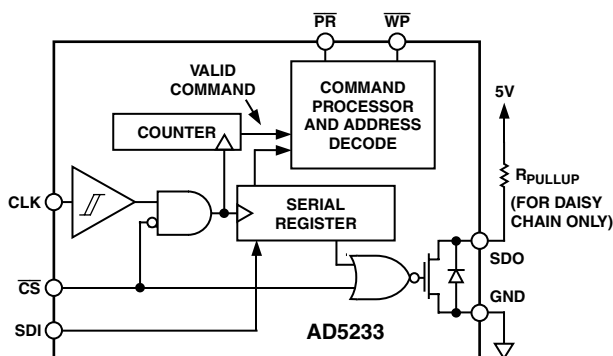 PR
WP
VALID
COMMAND
COMMAND
PROCESSOR
AND ADDRESS
DECODE
5V
COUNTER
RPULLUP
(FOR DAISY
CHAIN ONLY)
CLK
SERIAL
REGISTER
SDO
CS
GND
SDI
AD5233